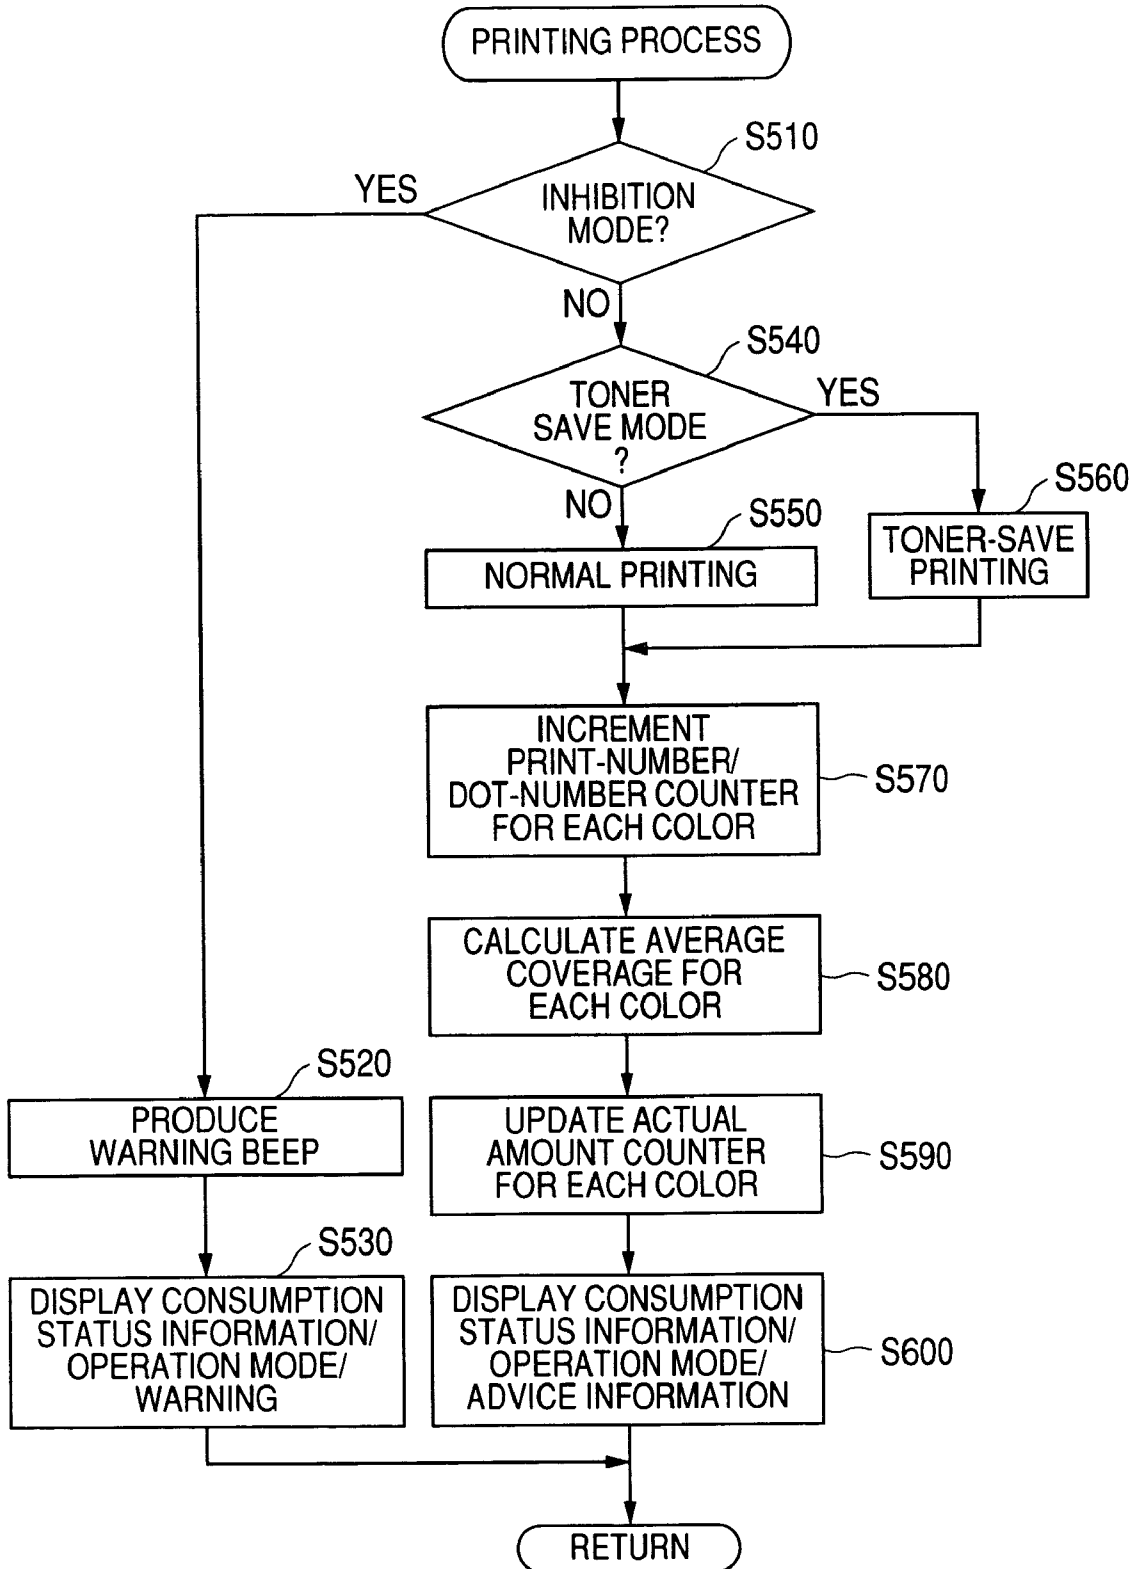 PRINTING PROCESS
S510
YES
INHIBITION
MODE?
NO
S540
TONER
SAVE MODE
?
YES
NO
S550
NORMAL PRINTING
S560
TONER-SAVE
PRINTING
INCREMENT
PRINT-NUMBER/
DOT-NUMBER COUNTER
FOR EACH COLOR
S570
CALCULATE AVERAGE
COVERAGE FOR
EACH COLOR
S580
S520
PRODUCE
WARNING BEEP
UPDATE ACTUAL
AMOUNT COUNTER
FOR EACH COLOR
S590
S530
DISPLAY CONSUMPTION
STATUS INFORMATION/
OPERATION MODE/
WARNING
DISPLAY CONSUMPTION
STATUS INFORMATION/
OPERATION MODE/
ADVICE INFORMATION
S600
RETURN